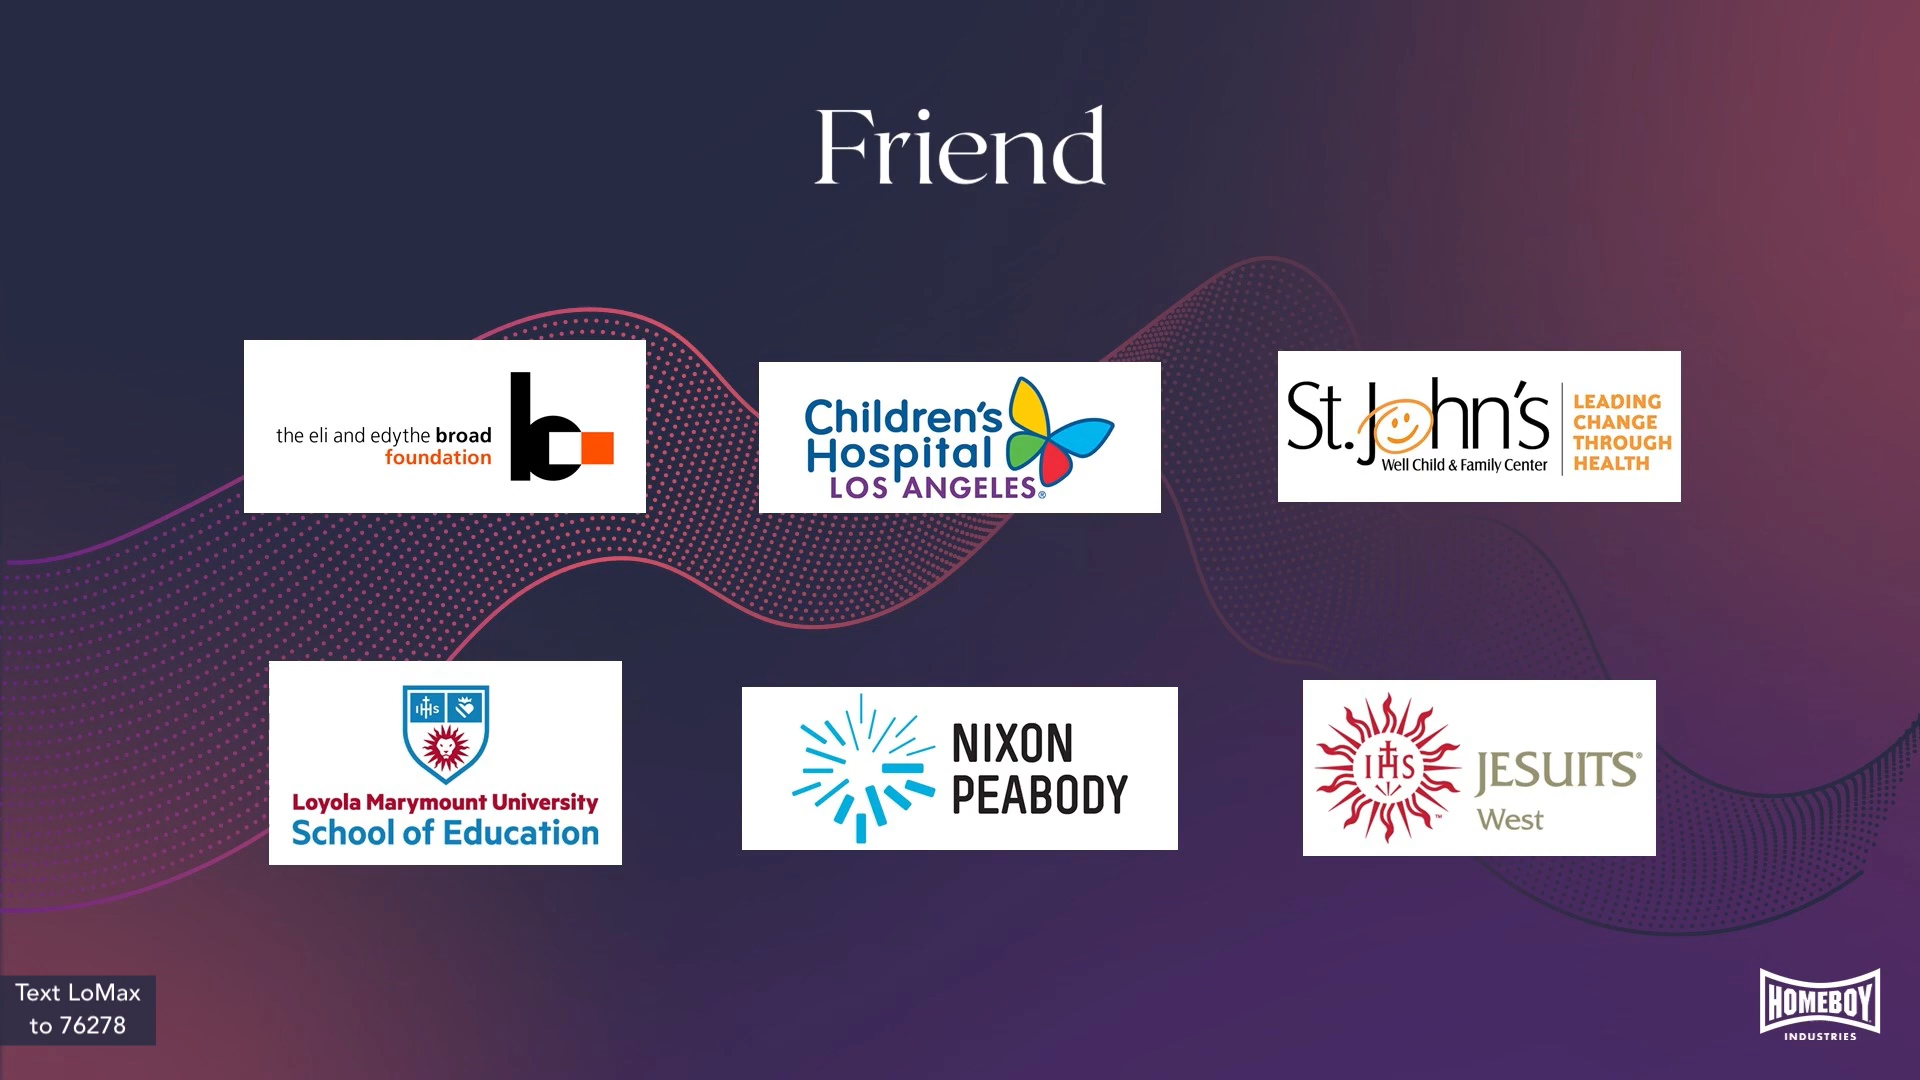 Friend
the eli and edythe broad
foundation
Children's
Hospital
LOS ANGELES®
St. John's
Well Child & Family Center
LEADING
CHANGE
THROUGH
HEALTH
IHS
Loyola Marymount University
School of Education
NIXON
PEABODY
IHS
JESUITS®
West
Text LoMax
to 76278
HOMEBOY
INDUSTRIES